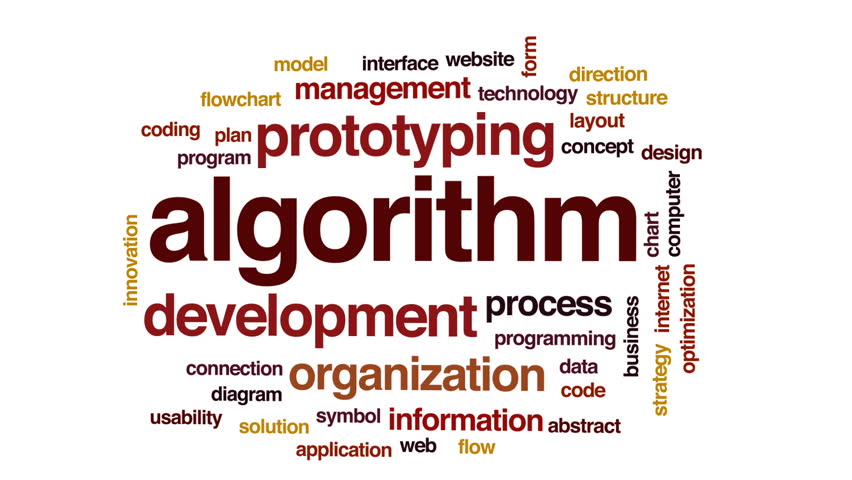 form
model interface website
direction
flowchart management technology structure
coding plan prototyping layout
program concept design
algorithm
innovation
chart
computer
development process
programming
business
internet
optimization
strategy
connection organization data
diagram code
usability solution symbol information abstract
application web flow